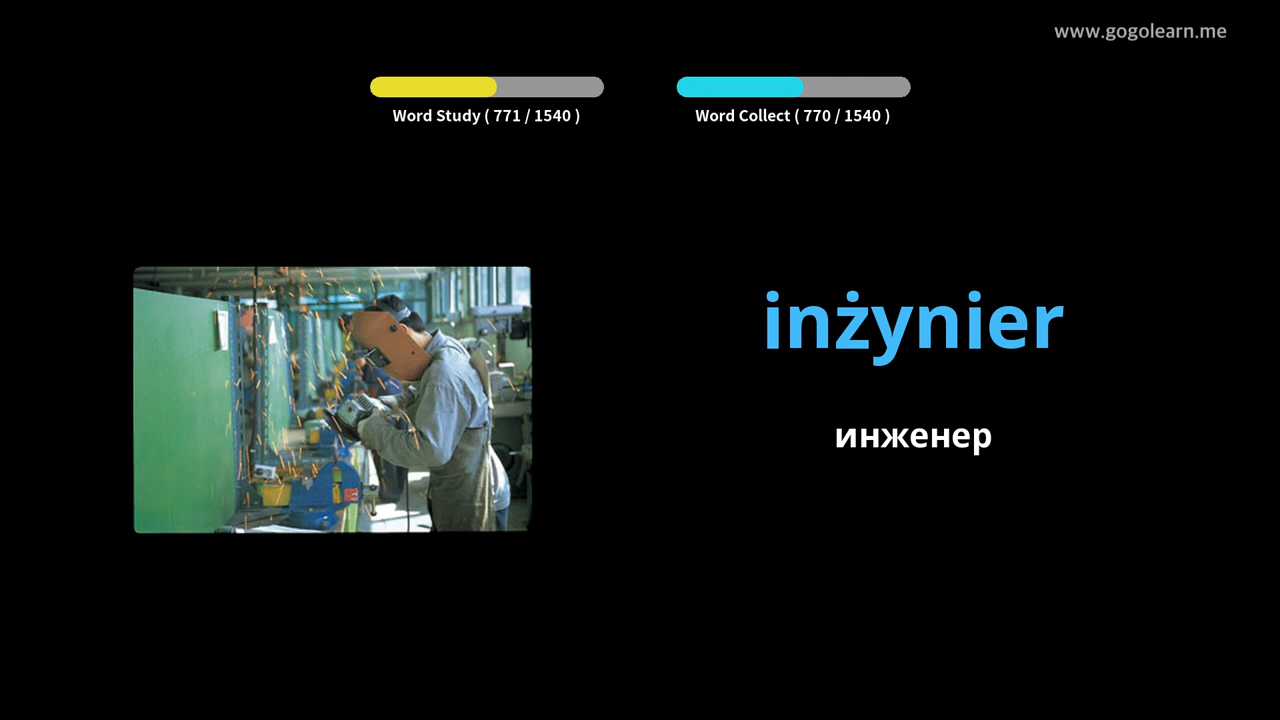 www.gogolearn.me
Word Study ( 771 / 1540 )
Word Collect ( 770 / 1540 )
inżynier
инженер